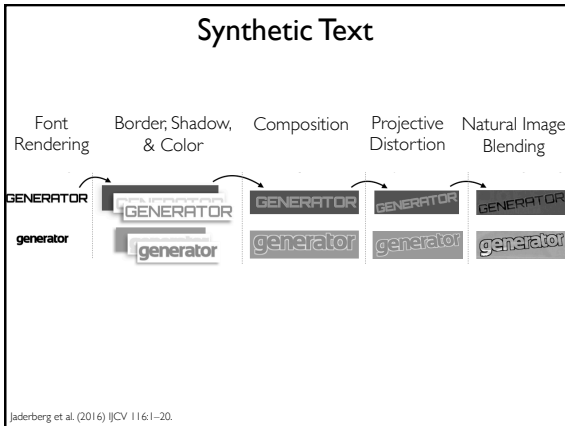 Synthetic Text
Font
Rendering
Border, Shadow,
& Color
Composition
Projective
Distortion
Natural Image
Blending
GENERATOR
GENERATOR
GENERATOR
GENERATOR
GENERATOR
generator
generator
generator
generator
generator
Jaderberg et al. (2016) IJCV 116:1–20.